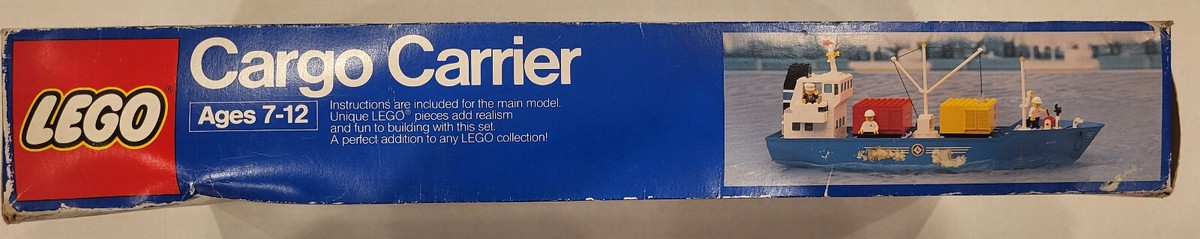 LEGO®
Cargo Carrier
Ages 7-12
Instructions are included for the main model.
Unique LEGO® pieces add realism
and fun to building with this set.
A perfect addition to any LEGO collection!